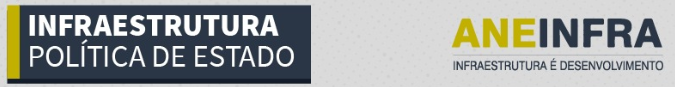 INFRAESTRUTURA
POLÍTICA DE ESTADO
ANEINFRA
INFRAESTRUTURA É DESENVOLVIMENTO